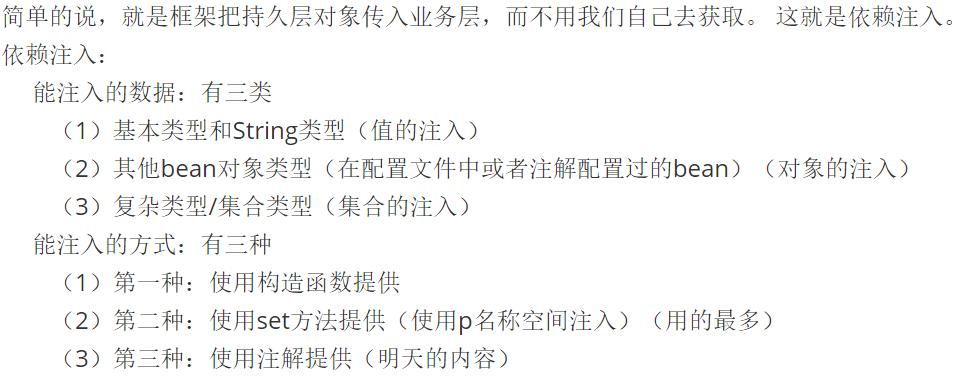 简单的说，就是框架把持久层对象传入业务层，而不用我们自己去获取。 这就是依赖注入。
依赖注入：
能注入的数据：有三类
（1）基本类型和String类型（值的注入）
（2）其他bean对象类型（在配置文件中或者注解配置过的bean）（对象的注入）
（3）复杂类型/集合类型（集合的注入）
能注入的方式：有三种
（1）第一种：使用构造函数提供
（2）第二种：使用set方法提供（使用p名称空间注入）（用的最多）
（3）第三种：使用注解提供（明天的内容）